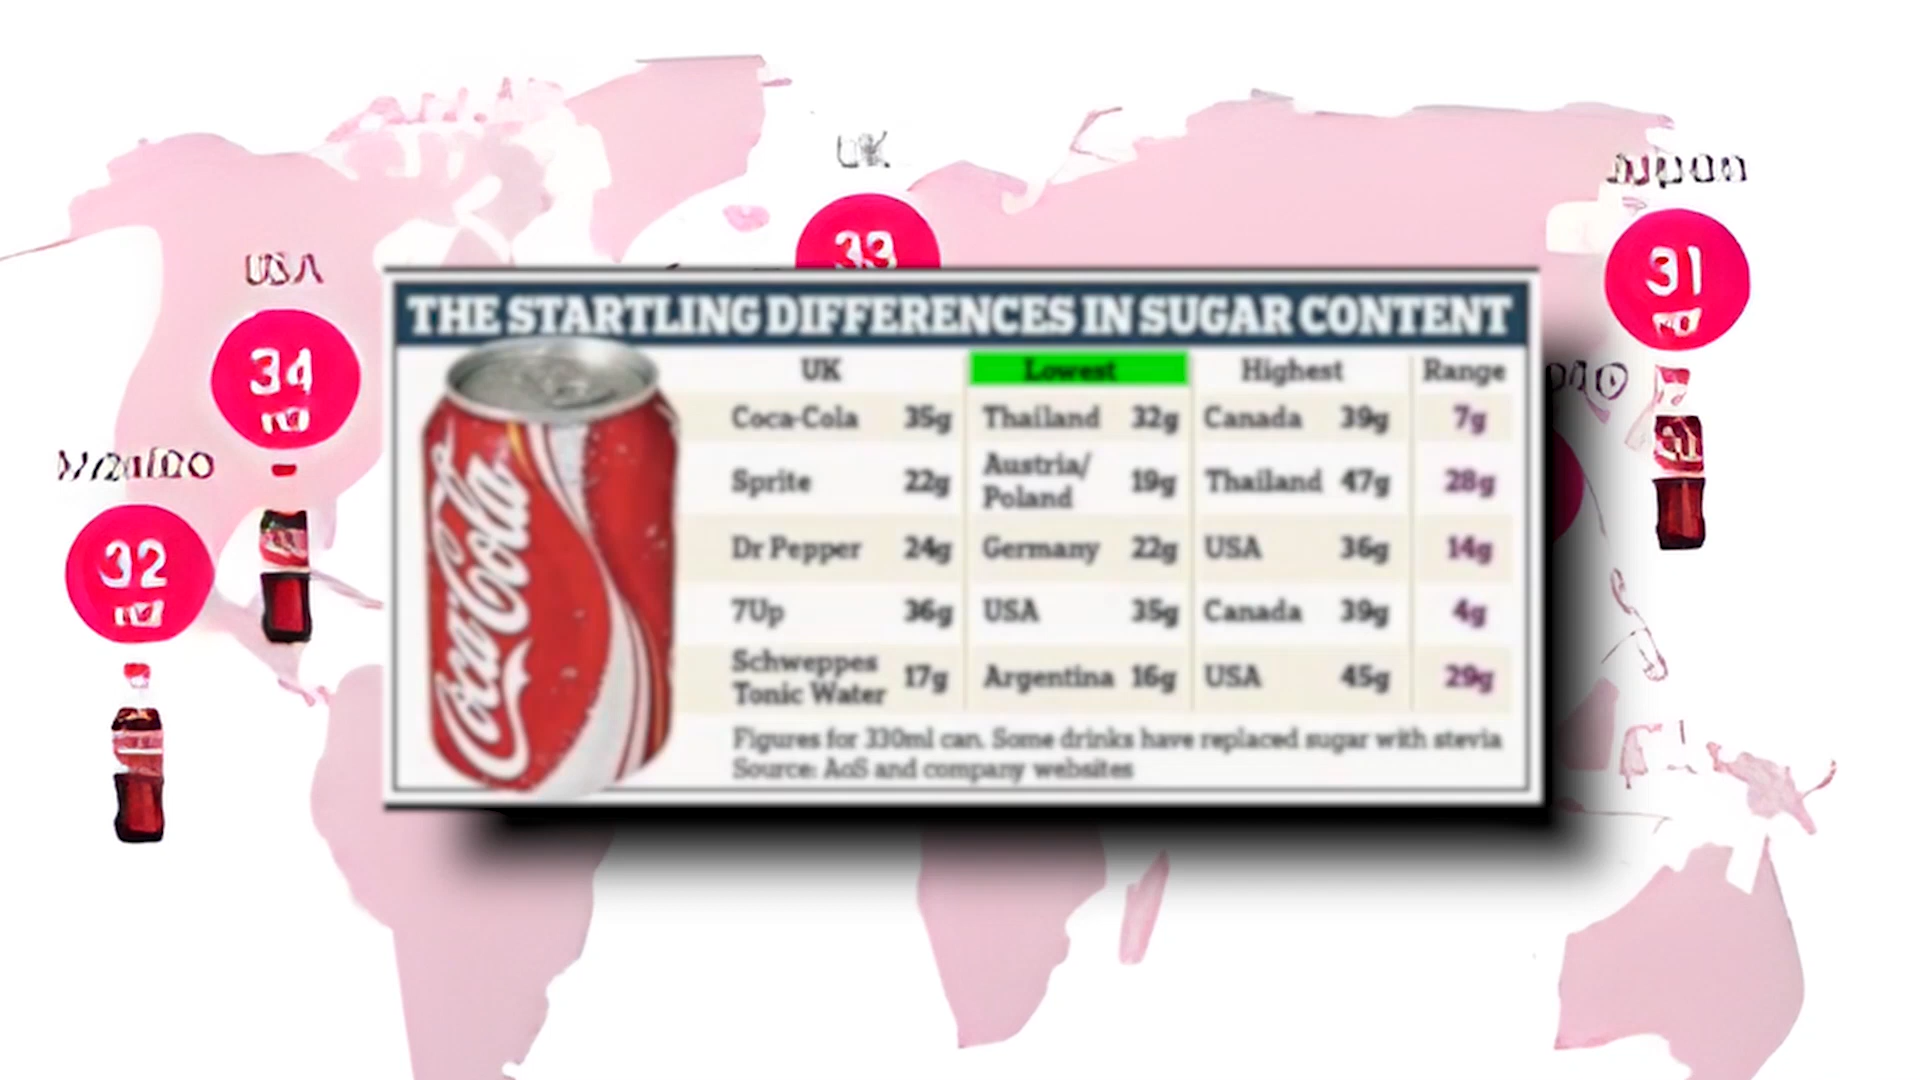 UK
33
31
USA
34
32
THE STARTLING DIFFERENCES IN SUGAR CONTENT
UK Lowest Highest Range
Coca-Cola 35g Thailand 32g Canada 39g 7g
Sprite 22g Austria/ Poland 19g Thailand 47g 28g
Dr Pepper 24g Germany 22g USA 36g 14g
7Up 36g USA 35g Canada 39g 4g
Schweppes Tonic Water 17g Argentina 16g USA 45g 29g
Figures for 330ml can. Some drinks have replaced sugar with stevia
Source: AoS and company websites
Coca-Cola